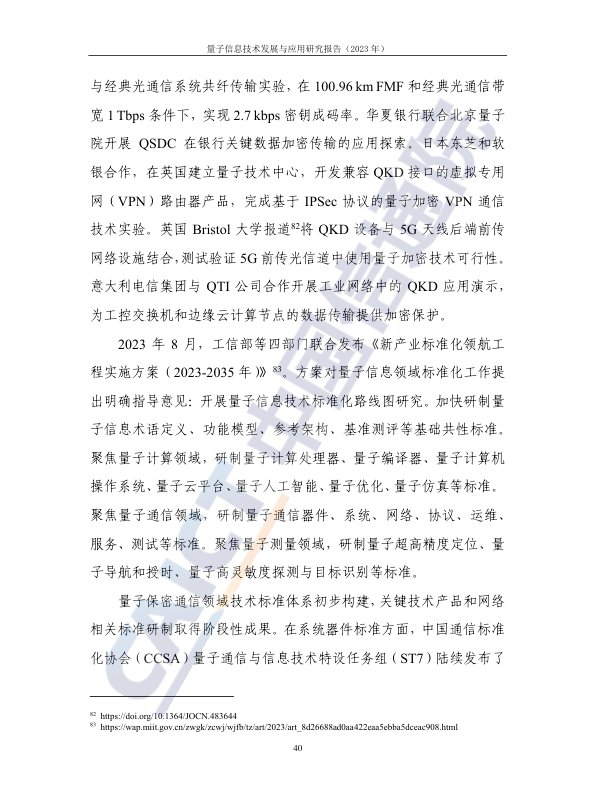 量子信息技术发展与应用研究报告（2023 年）
与经典光通信系统共纤传输实验，在 100.96 km FMF 和经典光通信带
宽 1 Tbps 条件下，实现 2.7 kbps 密钥成码率。华夏银行联合北京量子
院开展 QSDC 在银行关键数据加密传输的应用探索。日本东芝和软
银合作，在英国建立量子技术中心，开发兼容 QKD 接口的虚拟专用
网（VPN）路由器产品，完成基于 IPSec 协议的量子加密 VPN 通信
技术实验。英国 Bristol 大学报道82将 QKD 设备与 5G 天线后端前传
网络设施结合，测试验证 5G 前传光信道中使用量子加密技术可行性。
意大利电信集团与 QTI 公司合作开展工业网络中的 QKD 应用演示，
为工控交换机和边缘云计算节点的数据传输提供加密保护。
2023 年 8 月，工信部等四部门联合发布《新产业标准化领航工
程实施方案（2023-2035 年）》83。方案对量子信息领域标准化工作提
出明确指导意见：开展量子信息技术标准化路线图研究。加快研制量
子信息术语定义、功能模型、参考架构、基准测评等基础共性标准。
聚焦量子计算领域，研制量子计算处理器、量子编译器、量子计算机
操作系统、量子云平台、量子人工智能、量子优化、量子仿真等标准。
聚焦量子通信领域，研制量子通信器件、系统、网络、协议、运维、
服务、测试等标准。聚焦量子测量领域，研制量子超高精度定位、量
子导航和授时、量子高灵敏度探测与目标识别等标准。
量子保密通信领域技术标准体系初步构建，关键技术产品和网络
相关标准研制取得阶段性成果。在系统器件标准方面，中国通信标准
化协会（CCSA）量子通信与信息技术特设任务组（ST7）陆续发布了
82 https://doi.org/10.1364/JOCN.483644
83 https://wap.miit.gov.cn/zwgk/zcwj/wjfb/tz/art/2023/art_8d26688ad0aa422eaa5ebba5dceac908.html
40
CAICT 中国信通院